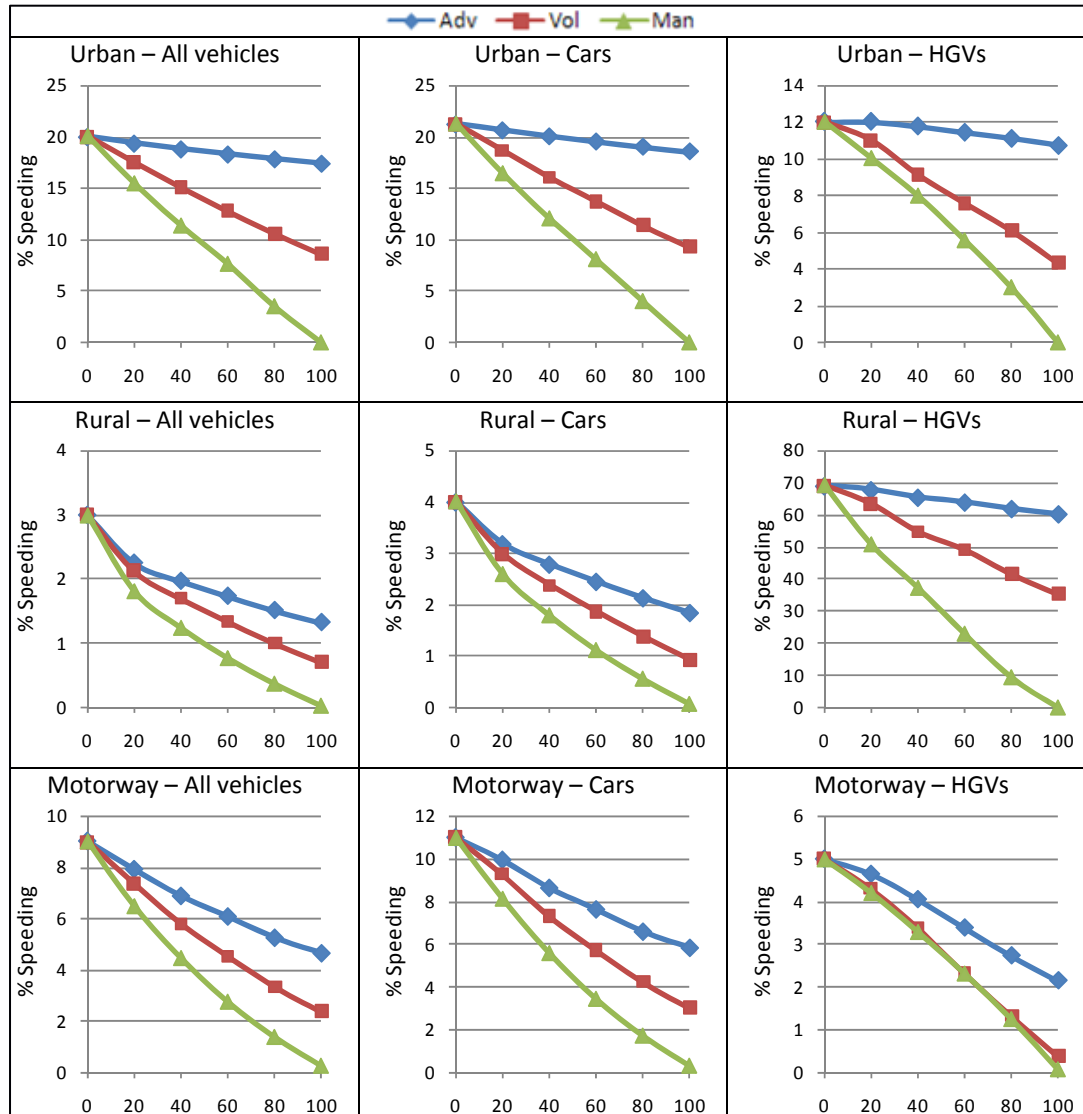 Adv Vol Man
Urban – All vehicles
% Speeding
25
20
15
10
5
0
0 20 40 60 80 100
Urban – Cars
% Speeding
25
20
15
10
5
0
0 20 40 60 80 100
Urban – HGVs
% Speeding
14
12
10
8
6
4
2
0
0 20 40 60 80 100
Rural – All vehicles
% Speeding
4
3
2
1
0
0 20 40 60 80 100
Rural – Cars
% Speeding
5
4
3
2
1
0
0 20 40 60 80 100
Rural – HGVs
% Speeding
80
70
60
50
40
30
20
10
0
0 20 40 60 80 100
Motorway – All vehicles
% Speeding
10
8
6
4
2
0
0 20 40 60 80 100
Motorway – Cars
% Speeding
12
10
8
6
4
2
0
0 20 40 60 80 100
Motorway – HGVs
% Speeding
6
5
4
3
2
1
0
0 20 40 60 80 100